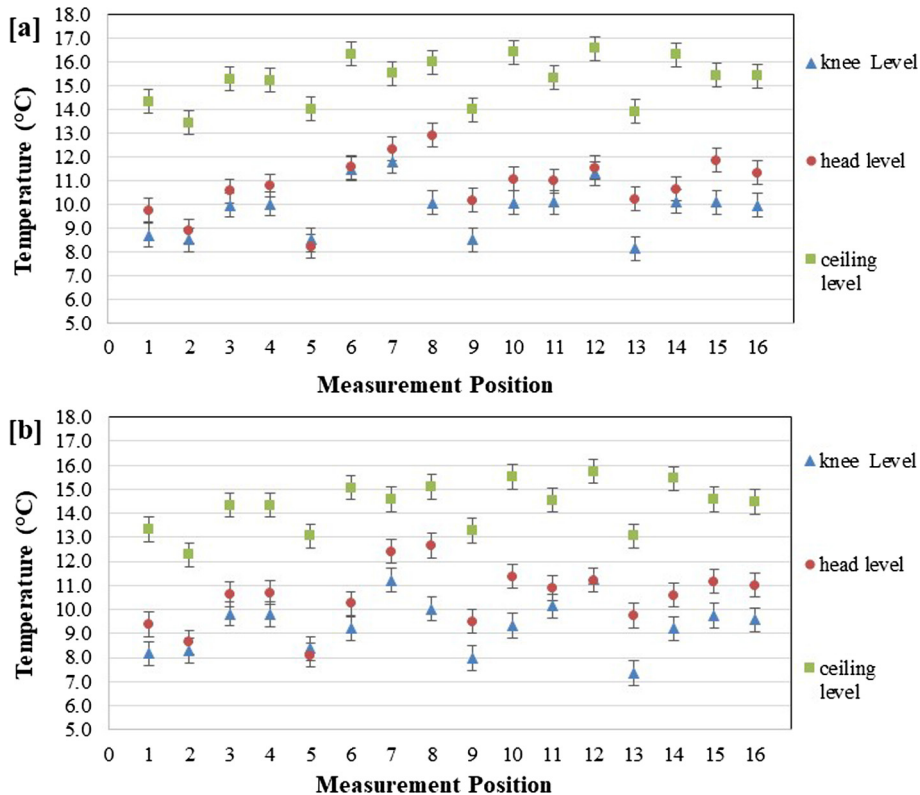 [a]
18.0
17.0
16.0
15.0
14.0
13.0
12.0
11.0
10.0
9.0
8.0
7.0
6.0
5.0
Temperature (°C)
0 1 2 3 4 5 6 7 8 9 10 11 12 13 14 15 16
Measurement Position
knee Level
head level
ceiling
level
[b]
18.0
17.0
16.0
15.0
14.0
13.0
12.0
11.0
10.0
9.0
8.0
7.0
6.0
5.0
Temperature (°C)
0 1 2 3 4 5 6 7 8 9 10 11 12 13 14 15 16
Measurement Position
knee Level
head level
ceiling
level